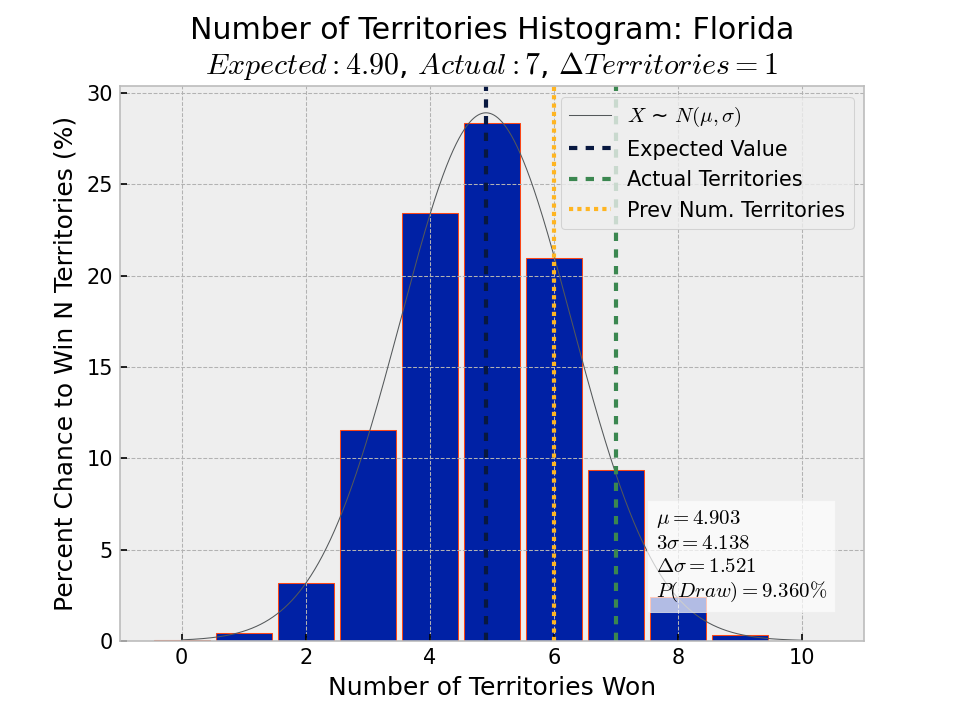 Number of Territories Histogram: Florida
Expected : 4.90, Actual : 7, ΔTerritories = 1
30
25
20
15
10
5
0
Percent Chance to Win N Territories (%)
X ~ N(μ, σ)
Expected Value
Actual Territories
Prev Num. Territories
μ = 4.903
3σ = 4.138
Δσ = 1.521
P(Draw) = 9.360%
0 2 4 6 8 10
Number of Territories Won